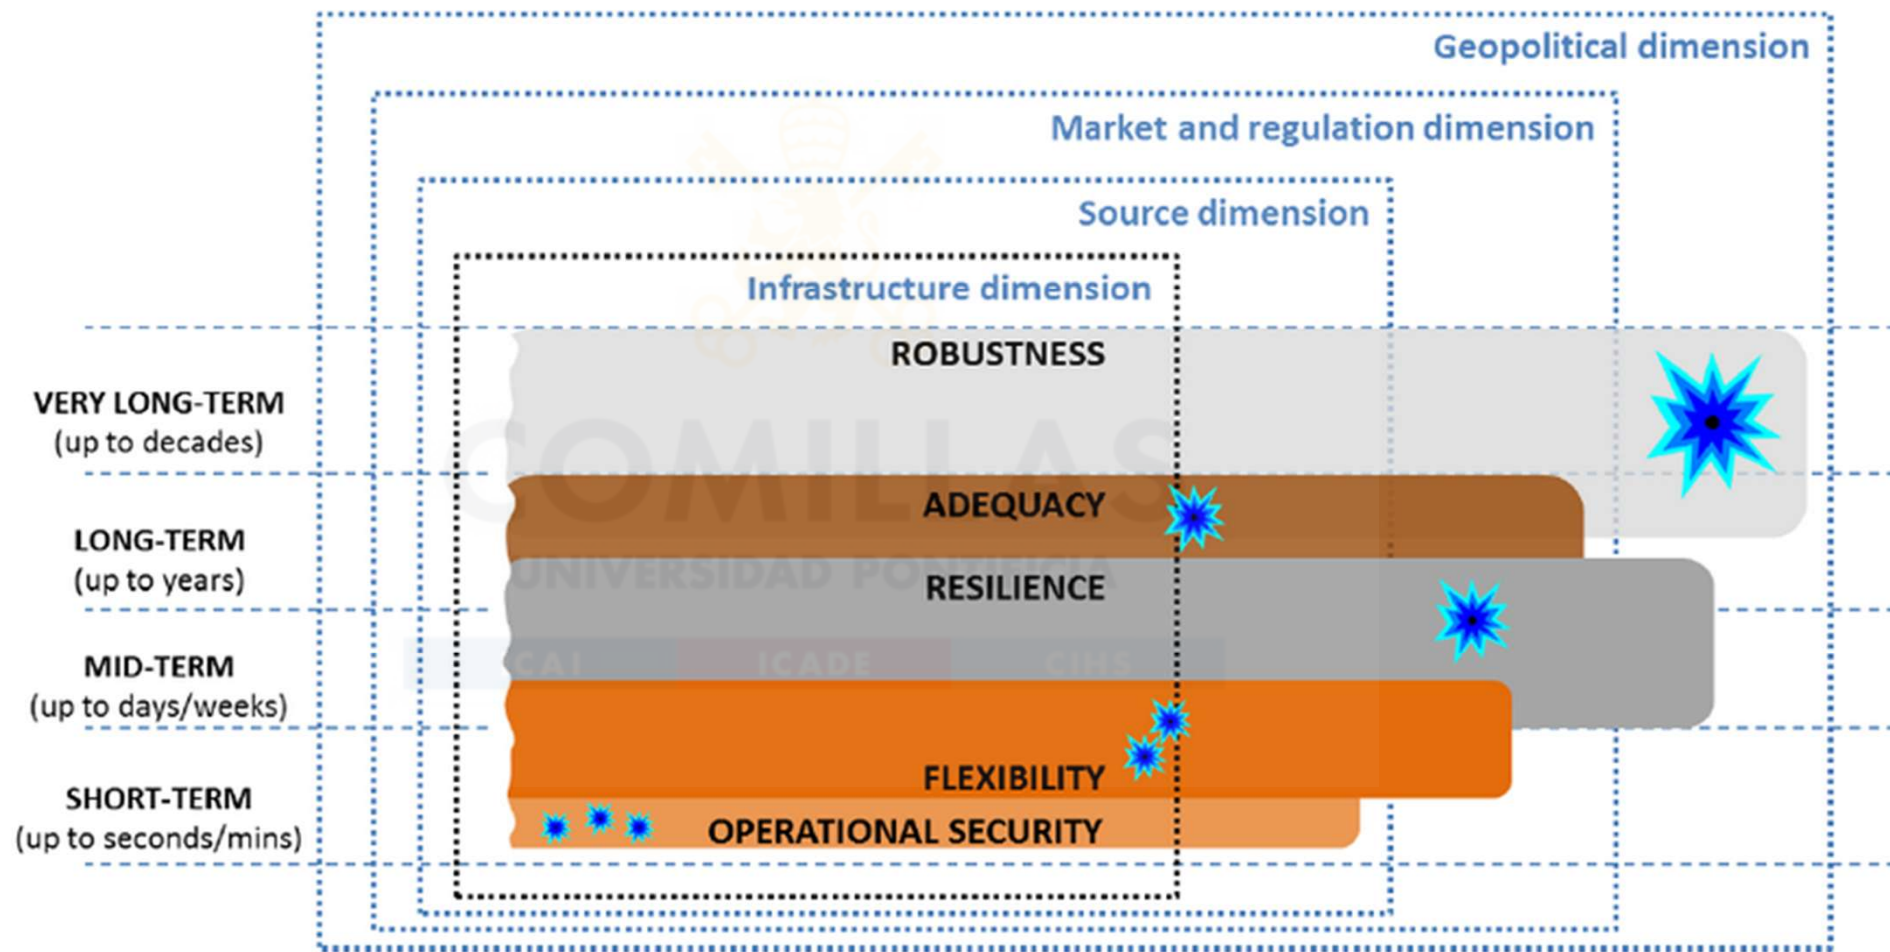 Geopolitical dimension
Market and regulation dimension
Source dimension
Infrastructure dimension
ROBUSTNESS
VERY LONG-TERM
(up to decades)
COMILLAS
ADEQUACY
LONG-TERM
(up to years)
UNIVERSIDAD PONTIFICIA
RESILIENCE
MID-TERM
(up to days/weeks)
CAI ICADE CIHS
FLEXIBILITY
SHORT-TERM
(up to seconds/mins)
OPERATIONAL SECURITY